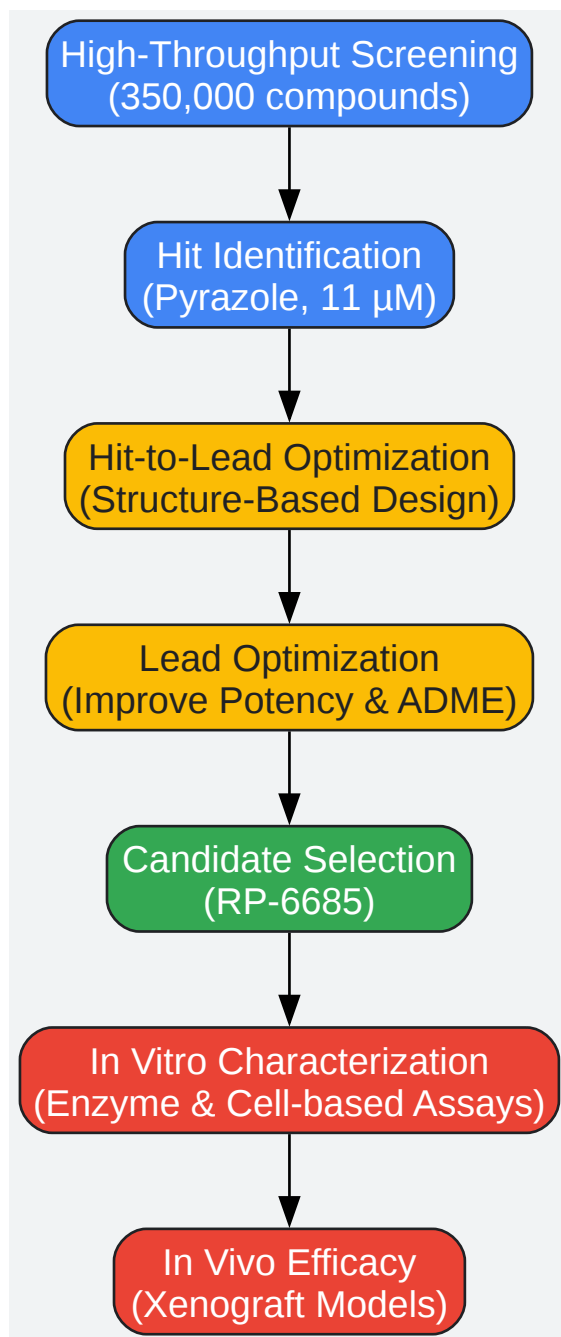 High-Throughput Screening
(350,000 compounds)
Hit Identification
(Pyrazole, 11 µM)
Hit-to-Lead Optimization
(Structure-Based Design)
Lead Optimization
(Improve Potency & ADME)
Candidate Selection
(RP-6685)
In Vitro Characterization
(Enzyme & Cell-based Assays)
In Vivo Efficacy
(Xenograft Models)